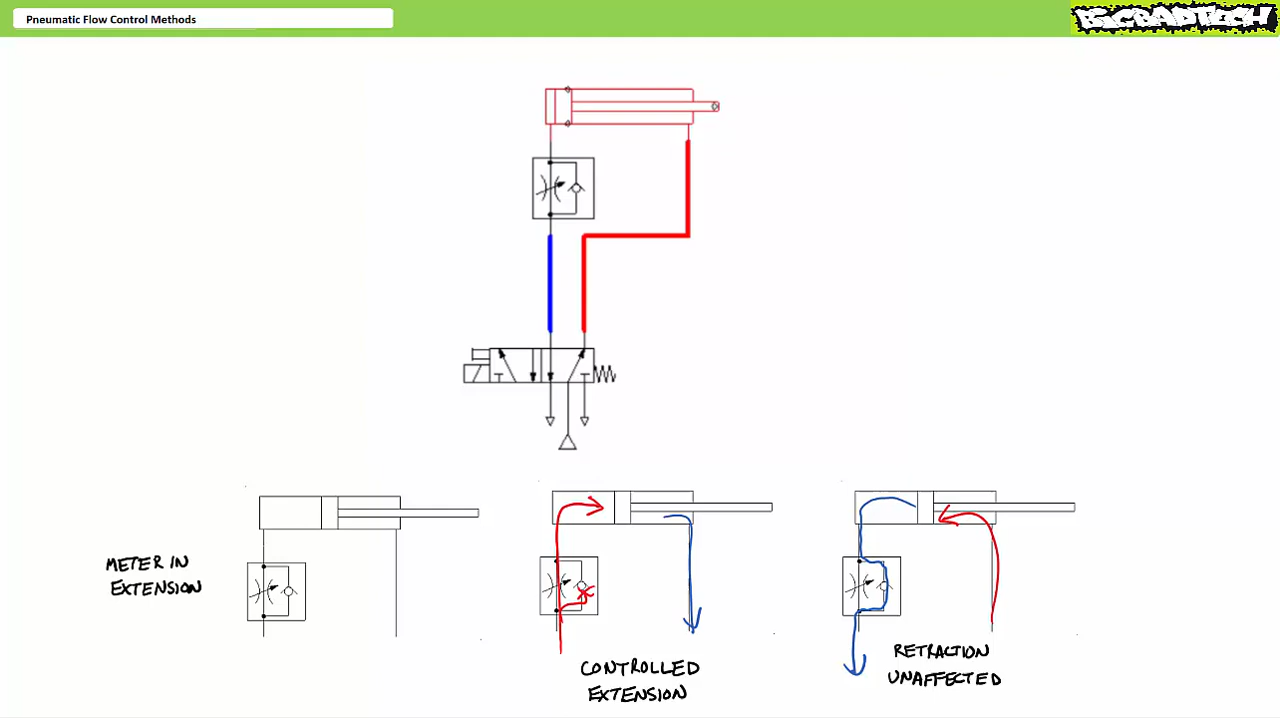 Pneumatic Flow Control Methods
BIGBADTECH
METER IN
EXTENSION
CONTROLLED
EXTENSION
RETRACTION
UNAFFECTED